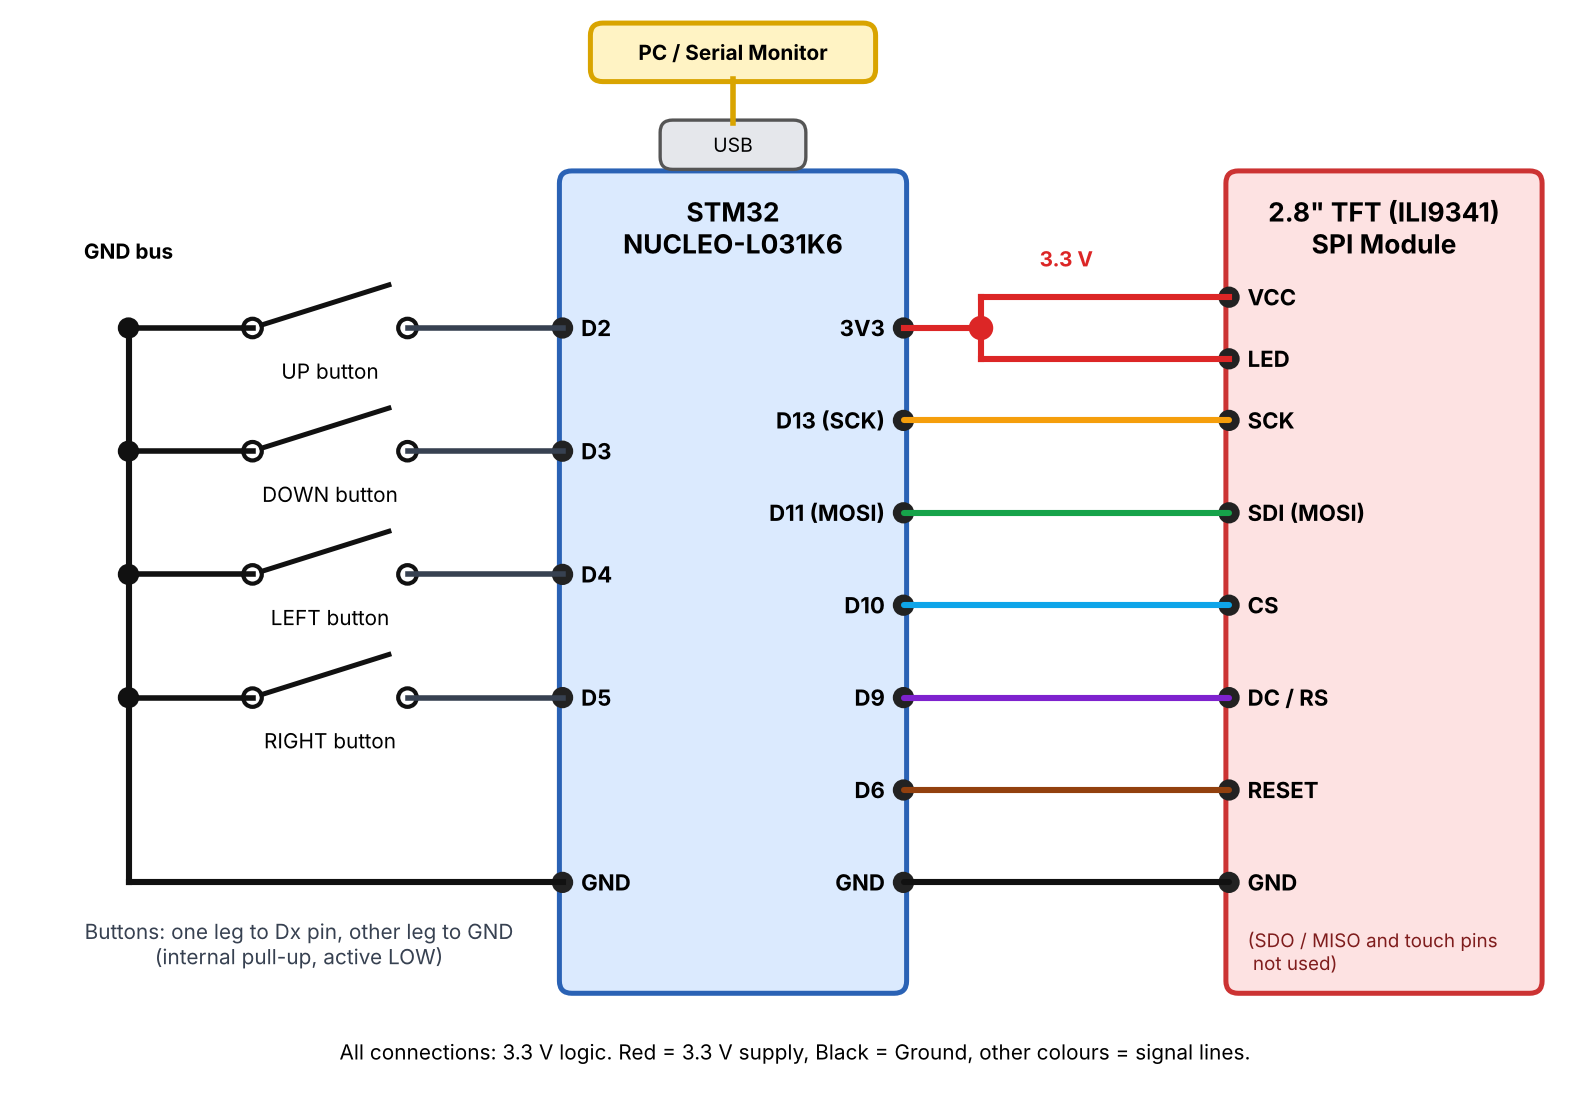 PC / Serial Monitor
USB
STM32
NUCLEO-L031K6
2.8" TFT (ILI9341)
SPI Module
GND bus
3.3 V
UP button
DOWN button
LEFT button
RIGHT button
D2
D3
D4
D5
GND
3V3
D13 (SCK)
D11 (MOSI)
D10
D9
D6
GND
VCC
LED
SCK
SDI (MOSI)
CS
DC / RS
RESET
GND
Buttons: one leg to Dx pin, other leg to GND
(internal pull-up, active LOW)
(SDO / MISO and touch pins
not used)
All connections: 3.3 V logic. Red = 3.3 V supply, Black = Ground, other colours = signal lines.